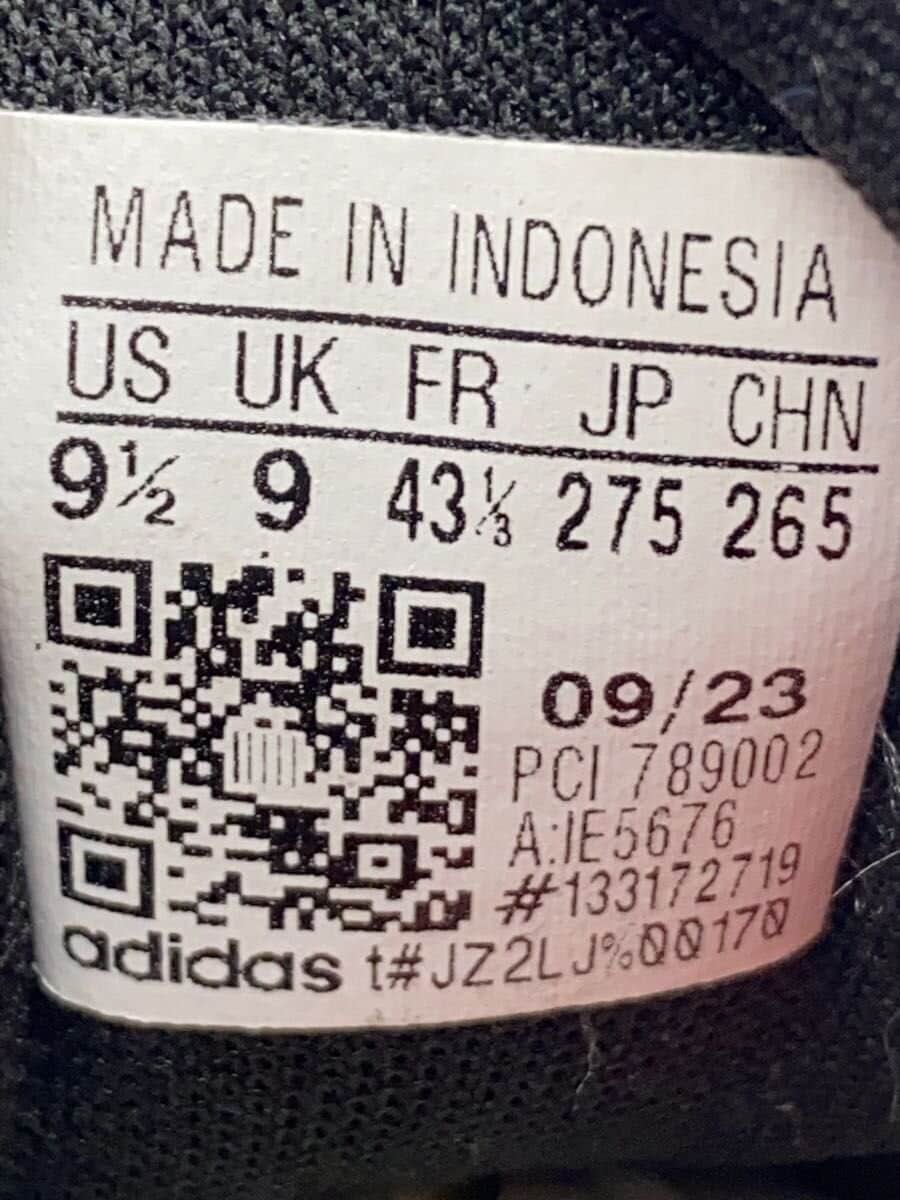 MADE IN INDONESIA
US UK FR JP CHN
9½ 9 43⅓ 275 265
09/23
PCI 789002
A:IE5676
#133172719
adidas t#JZ2LJ%00170